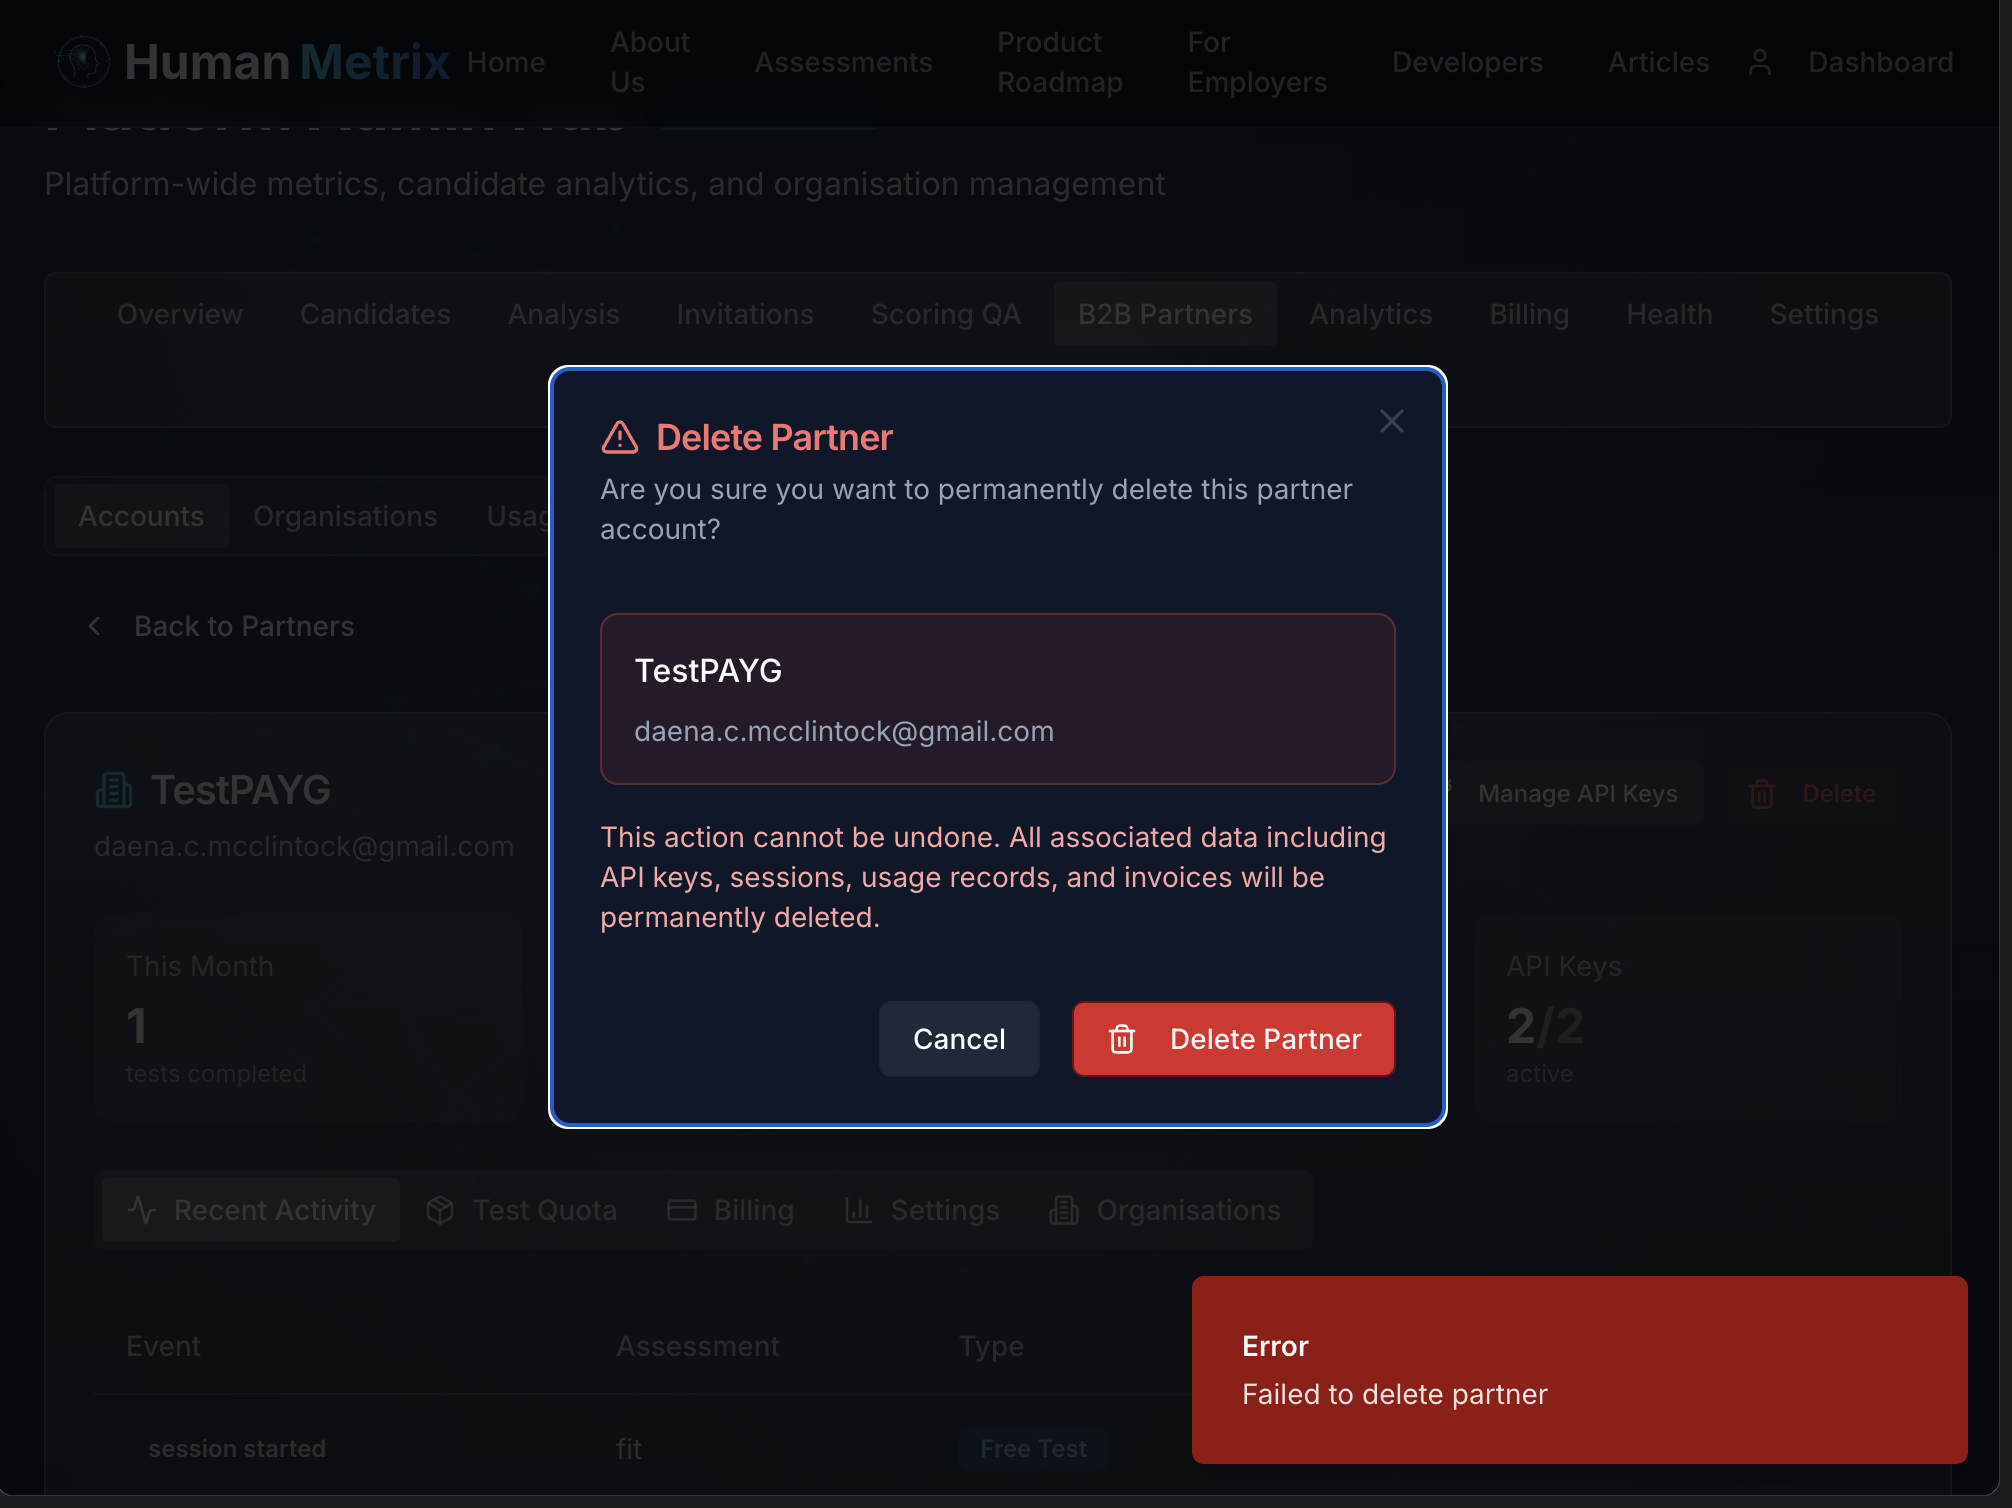 Human Metrix
Home
About
Us
Assessments
Product
Roadmap
For
Employers
Developers
Articles
Dashboard
Platform Admin Hub
Platform-wide metrics, candidate analytics, and organisation management
Overview
Candidates
Analysis
Invitations
Scoring QA
B2B Partners
Analytics
Billing
Health
Settings
Accounts
Organisations
Usag
Back to Partners
TestPAYG
daena.c.mcclintock@gmail.com
Manage API Keys
Delete
This Month
1
tests completed
API Keys
2/2
active
Delete Partner
Are you sure you want to permanently delete this partner
account?
TestPAYG
daena.c.mcclintock@gmail.com
This action cannot be undone. All associated data including
API keys, sessions, usage records, and invoices will be
permanently deleted.
Cancel
Delete Partner
Recent Activity
Test Quota
Billing
Settings
Organisations
Event
Assessment
Type
session started
fit
Free Test
Error
Failed to delete partner